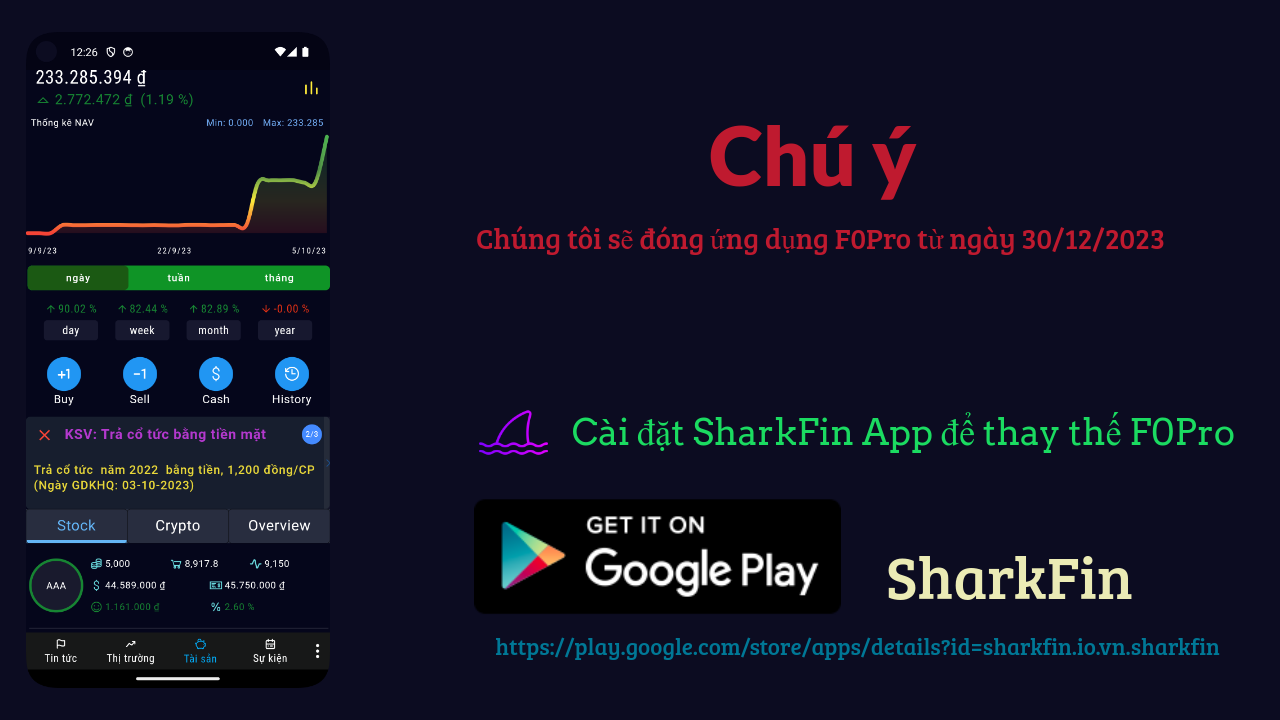 12:26
233.285.394 ₫
2.772.472 ₫ (1.19 %)
Thống kê NAV Min: 0.000 Max: 233.285
9/9/23 22/9/23 5/10/23
ngày tuần tháng
90.02 % 82.44 % 82.89 % -0.00 %
day week month year
+1 -1
Buy Sell Cash History
KSV: Trả cổ tức bằng tiền mặt 2/3
Trả cổ tức năm 2022 bằng tiền, 1,200 đồng/CP
(Ngày GDKHQ: 03-10-2023)
Stock Crypto Overview
5,000 8,917.8 9,150
AAA 44.589.000 ₫ 45.750.000 ₫
1.161.000 ₫ % 2.60 %
Tin tức Thị trường Tài sản Sự kiện
Chú ý
Chúng tôi sẽ đóng ứng dụng F0Pro từ ngày 30/12/2023
Cài đặt SharkFin App để thay thế F0Pro
GET IT ON
Google Play
SharkFin
https://play.google.com/store/apps/details?id=sharkfin.io.vn.sharkfin